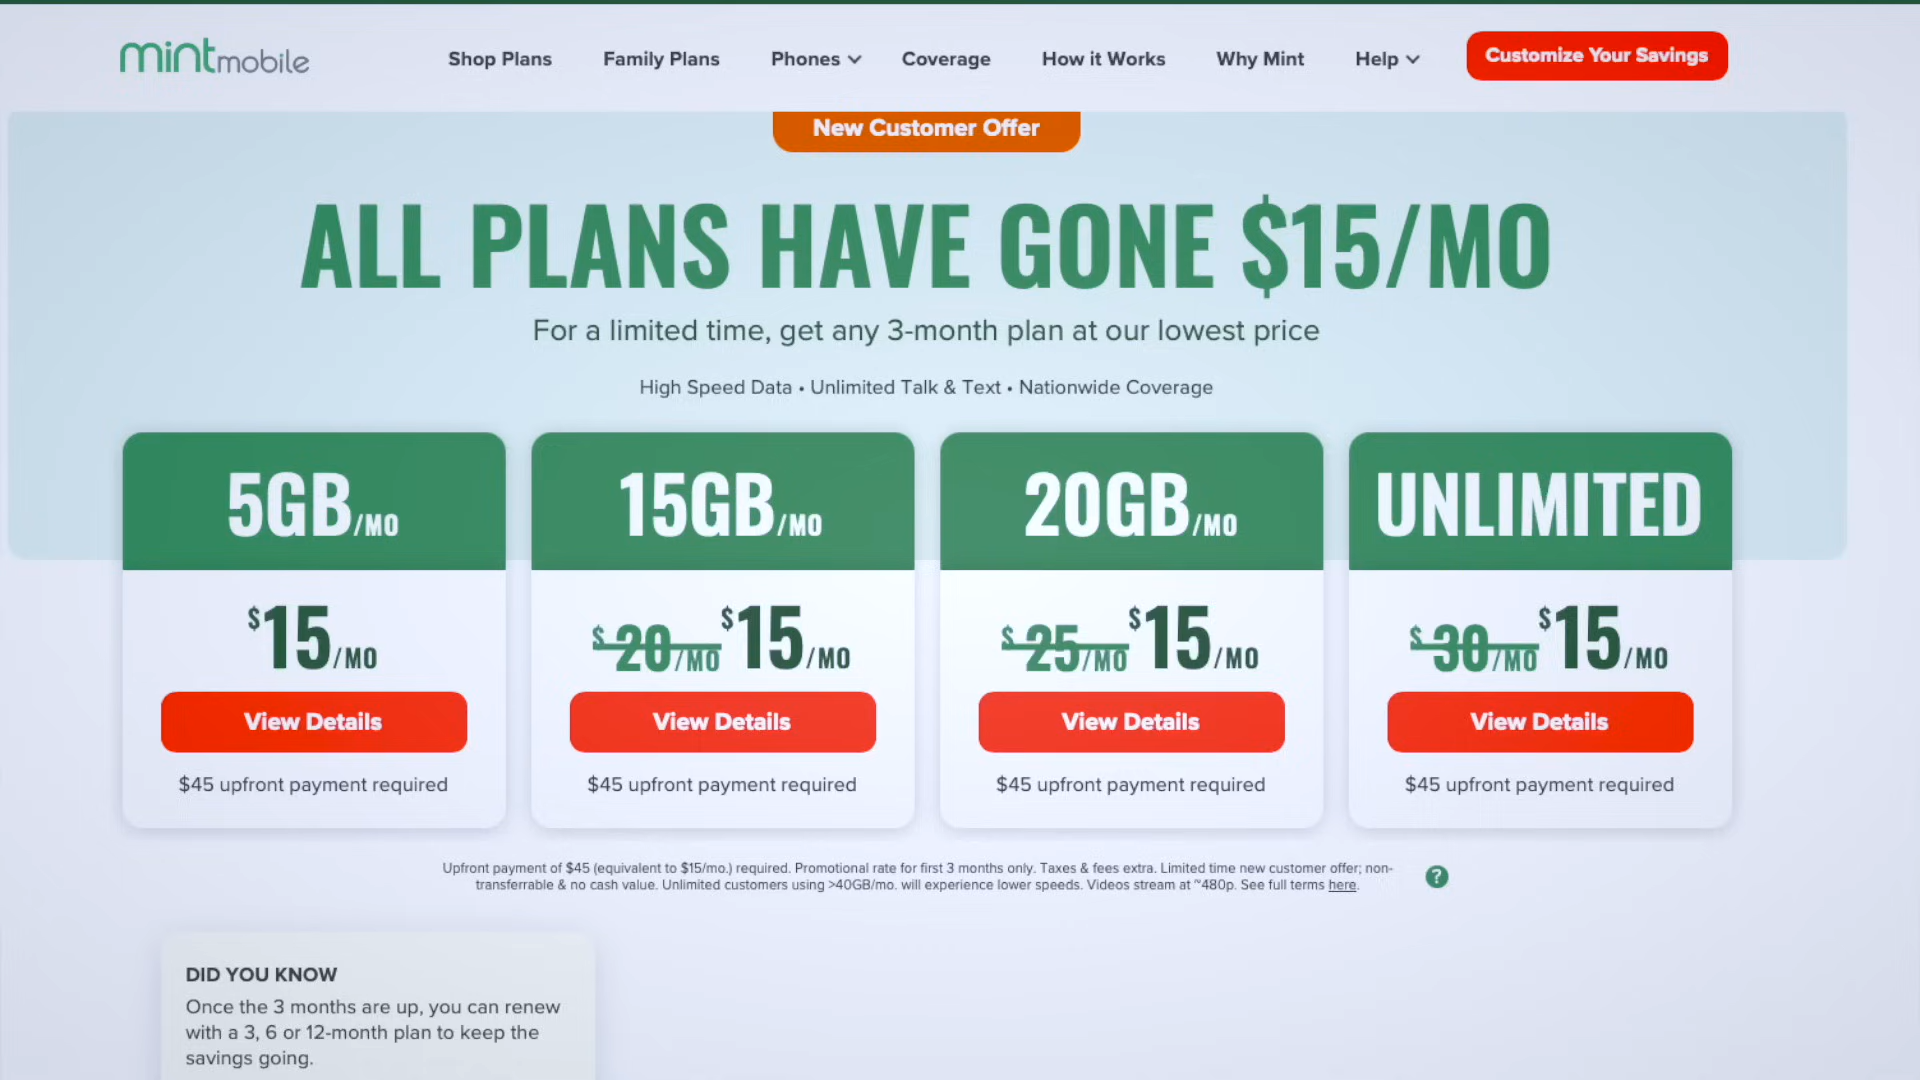 mintmobile
Shop Plans Family Plans Phones Coverage How it Works Why Mint Help Customize Your Savings
New Customer Offer
ALL PLANS HAVE GONE $15/MO
For a limited time, get any 3-month plan at our lowest price
High Speed Data • Unlimited Talk & Text • Nationwide Coverage
5GB/MO
$15/MO
View Details
$45 upfront payment required
15GB/MO
$20/MO $15/MO
View Details
$45 upfront payment required
20GB/MO
$25/MO $15/MO
View Details
$45 upfront payment required
UNLIMITED
$30/MO $15/MO
View Details
$45 upfront payment required
Upfront payment of $45 (equivalent to $15/mo.) required. Promotional rate for first 3 months only. Taxes & fees extra. Limited time new customer offer; non-
transferrable & no cash value. Unlimited customers using >40GB/mo. will experience lower speeds. Videos stream at ~480p. See full terms here.
?
DID YOU KNOW
Once the 3 months are up, you can renew
with a 3, 6 or 12-month plan to keep the
savings going.